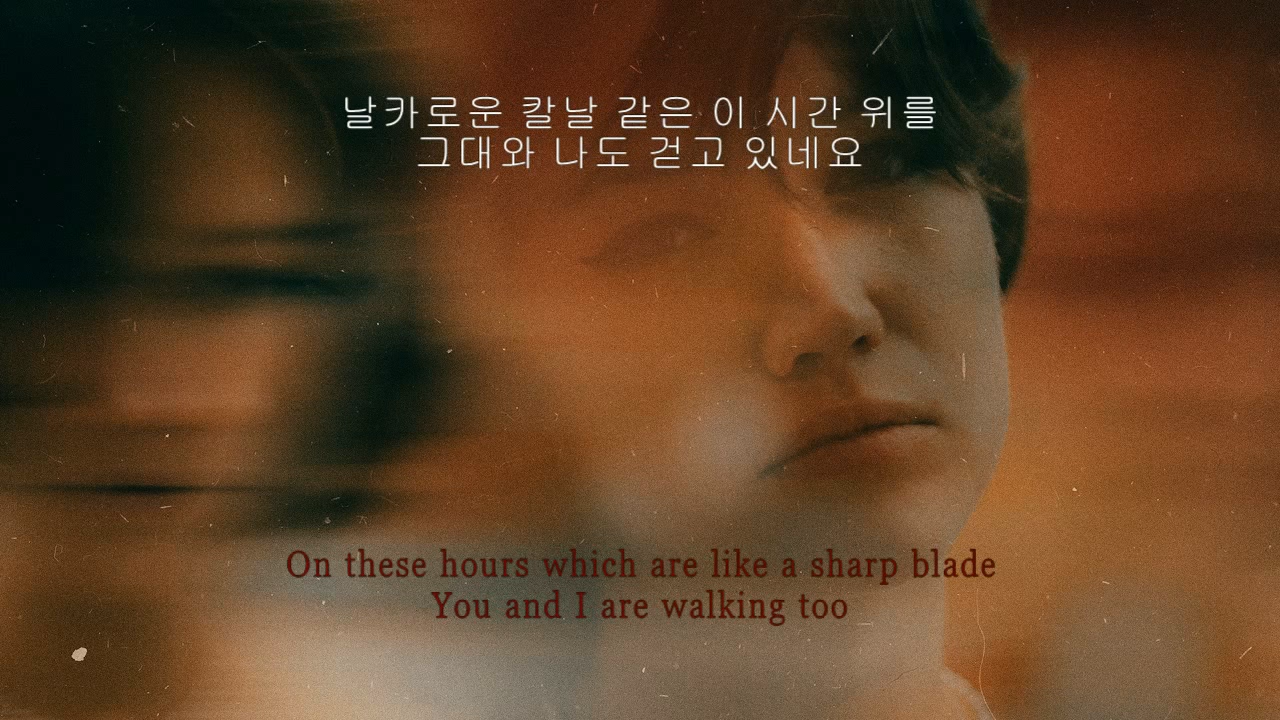 날카로운 칼날 같은 이 시간 위를
그대와 나도 걷고 있네요
On these hours which are like a sharp blade
You and I are walking too